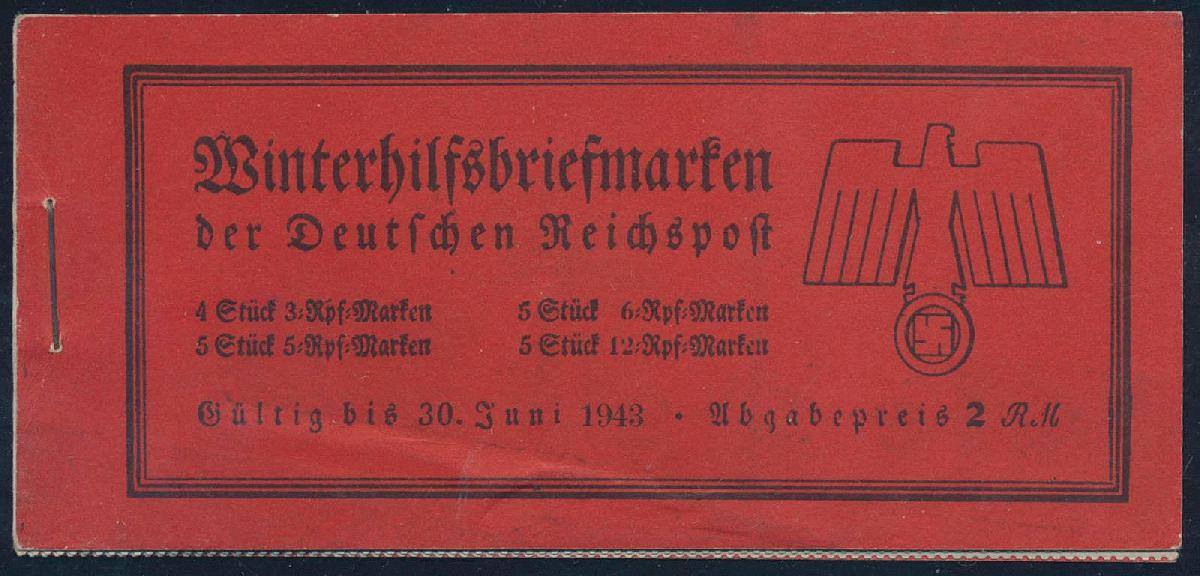 Winterhilfsbriefmarken
der Deutschen Reichspost
4 Stück 3-Rpf-Marken 5 Stück 6-Rpf-Marken
5 Stück 5-Rpf-Marken 5 Stück 12-Rpf-Marken
Gültig bis 30. Juni 1943 · Abgabepreis 2 RM